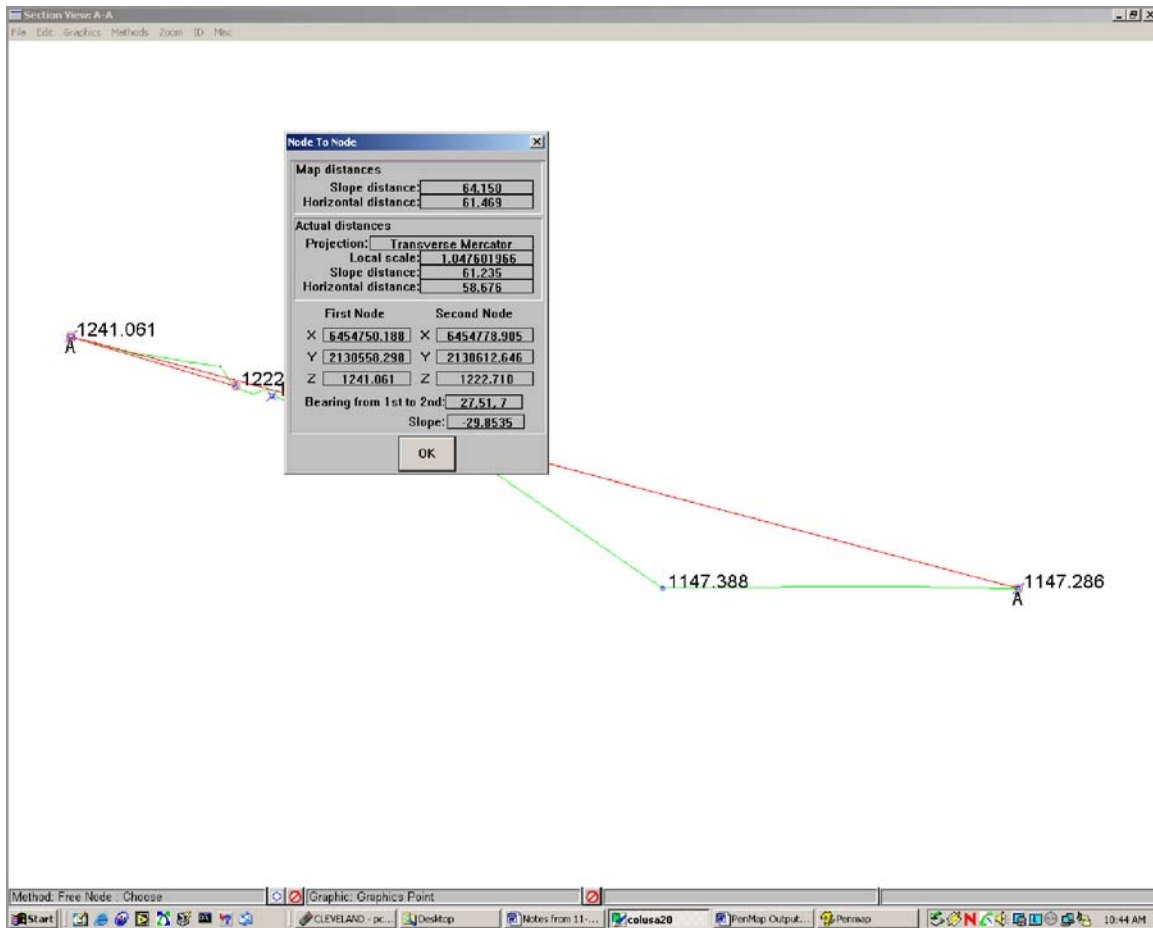 Section View: A-A
File Edit Graphics Methods Zoom ID Misc
Node To Node
Map distances
Slope distance: 64.150
Horizontal distance: 61.469
Actual distances
Projection: Transverse Mercator
Local scale: 1.047601966
Slope distance: 61.235
Horizontal distance: 58.676
First Node Second Node
X 6454750.188 X 6454778.905
Y 2130558.298 Y 2130612.646
Z 1241.061 Z 1222.710
Bearing from 1st to 2nd: 27,51, 7
Slope: -29.8535
OK
1241.061
A
1222
1147.388
1147.286
A
Method: Free Node : Choose Graphic: Graphics Point
Start CLEVELAND - pc... Desktop Notes from 11-... colusa20 PenMap Output... Permap 10:44 AM